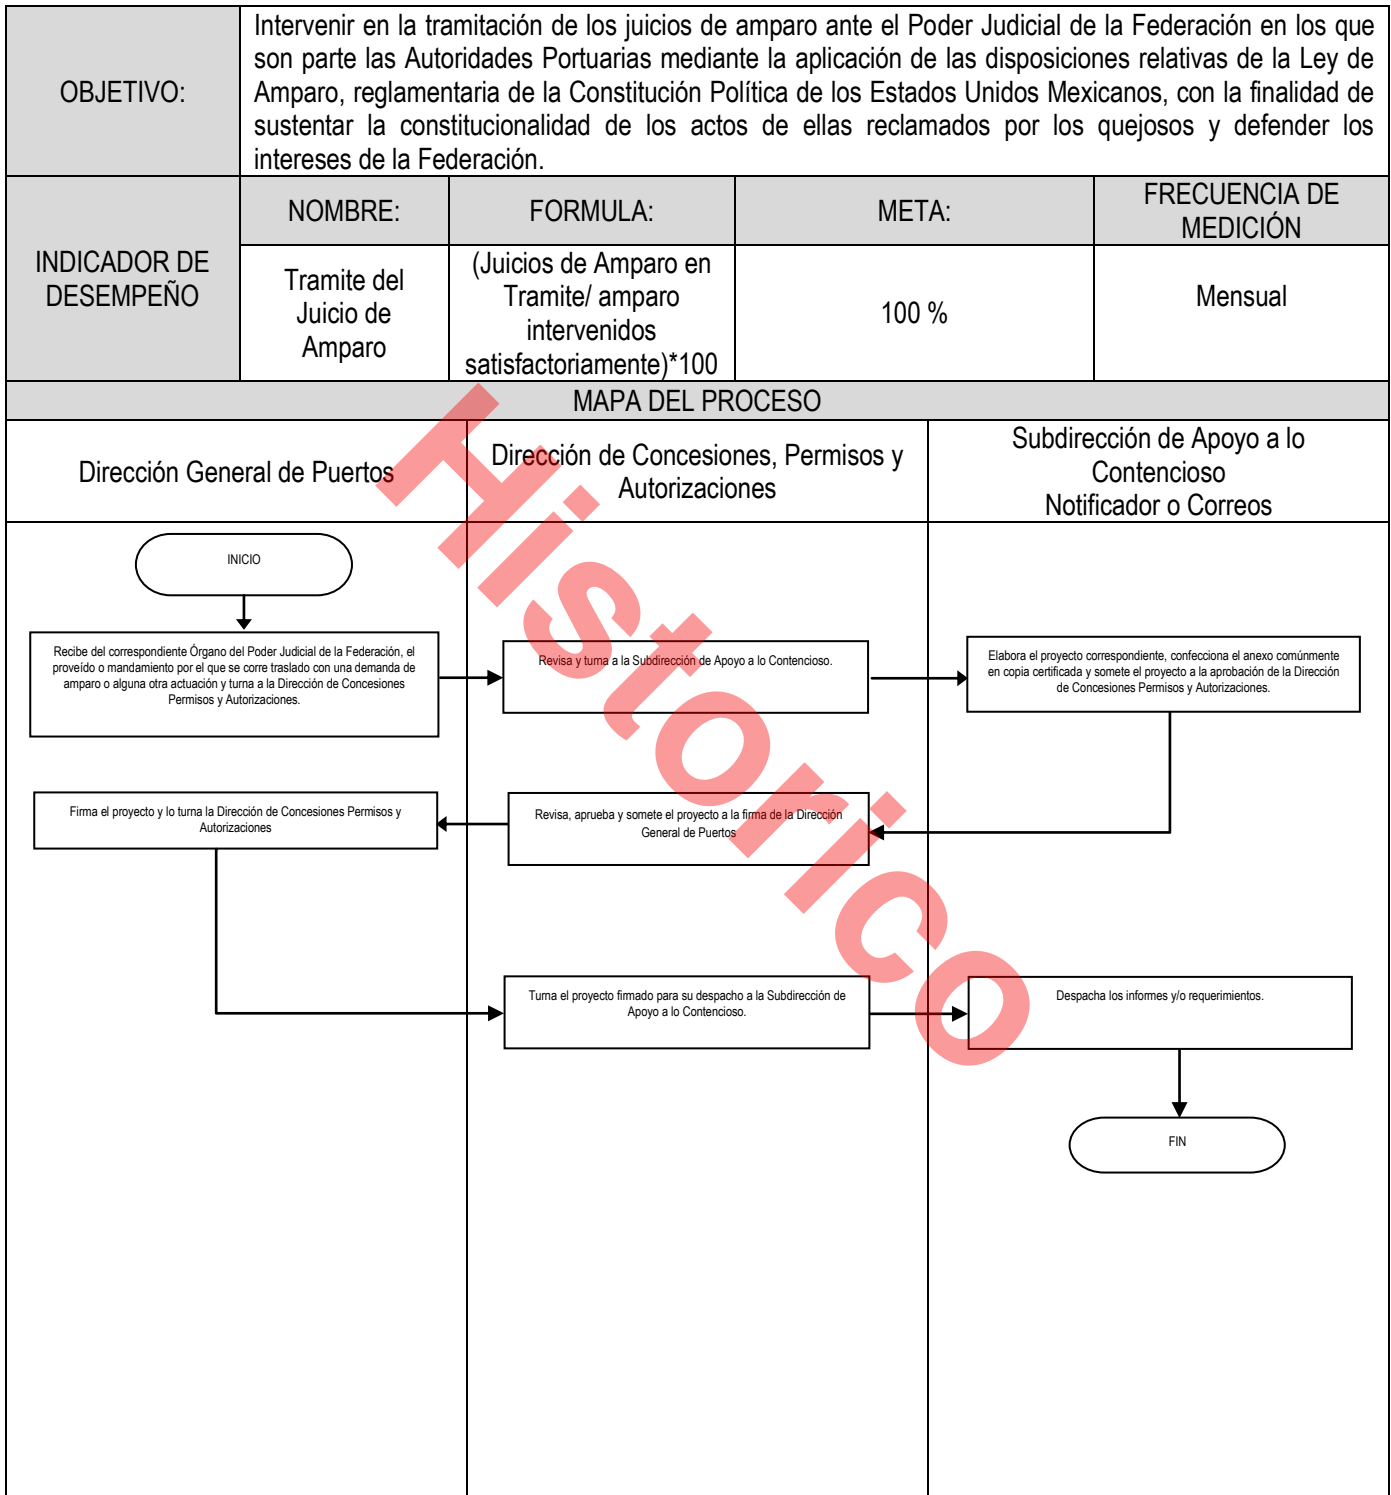 OBJETIVO:
Intervenir en la tramitación de los juicios de amparo ante el Poder Judicial de la Federación en los que
son parte las Autoridades Portuarias mediante la aplicación de las disposiciones relativas de la Ley de
Amparo, reglamentaria de la Constitución Política de los Estados Unidos Mexicanos, con la finalidad de
sustentar la constitucionalidad de los actos de ellas reclamados por los quejosos y defender los
intereses de la Federación.
INDICADOR DE
DESEMPEÑO
NOMBRE:
FORMULA:
META:
FRECUENCIA DE
MEDICIÓN
Tramite del
Juicio de
Amparo
(Juicios de Amparo en
Tramite/ amparo
intervenidos
satisfactoriamente)*100
100 %
Mensual
MAPA DEL PROCESO
Dirección General de Puertos
Dirección de Concesiones, Permisos y
Autorizaciones
Subdirección de Apoyo a lo
Contencioso
Notificador o Correos
INICIO
Recibe del correspondiente Órgano del Poder Judicial de la Federación, el
proveído o mandamiento por el que se corre traslado con una demanda de
amparo o alguna otra actuación y turna a la Dirección de Concesiones
Permisos y Autorizaciones.
Revisa y turna a la Subdirección de Apoyo a lo Contencioso.
Elabora el proyecto correspondiente, confecciona el anexo comúnmente
en copia certificada y somete el proyecto a la aprobación de la Dirección
de Concesiones Permisos y Autorizaciones.
Firma el proyecto y lo turna la Dirección de Concesiones Permisos y
Autorizaciones
Revisa, aprueba y somete el proyecto a la firma de la Dirección
General de Puertos
Turna el proyecto firmado para su despacho a la Subdirección de
Apoyo a lo Contencioso.
Despacha los informes y/o requerimientos.
FIN
Historico